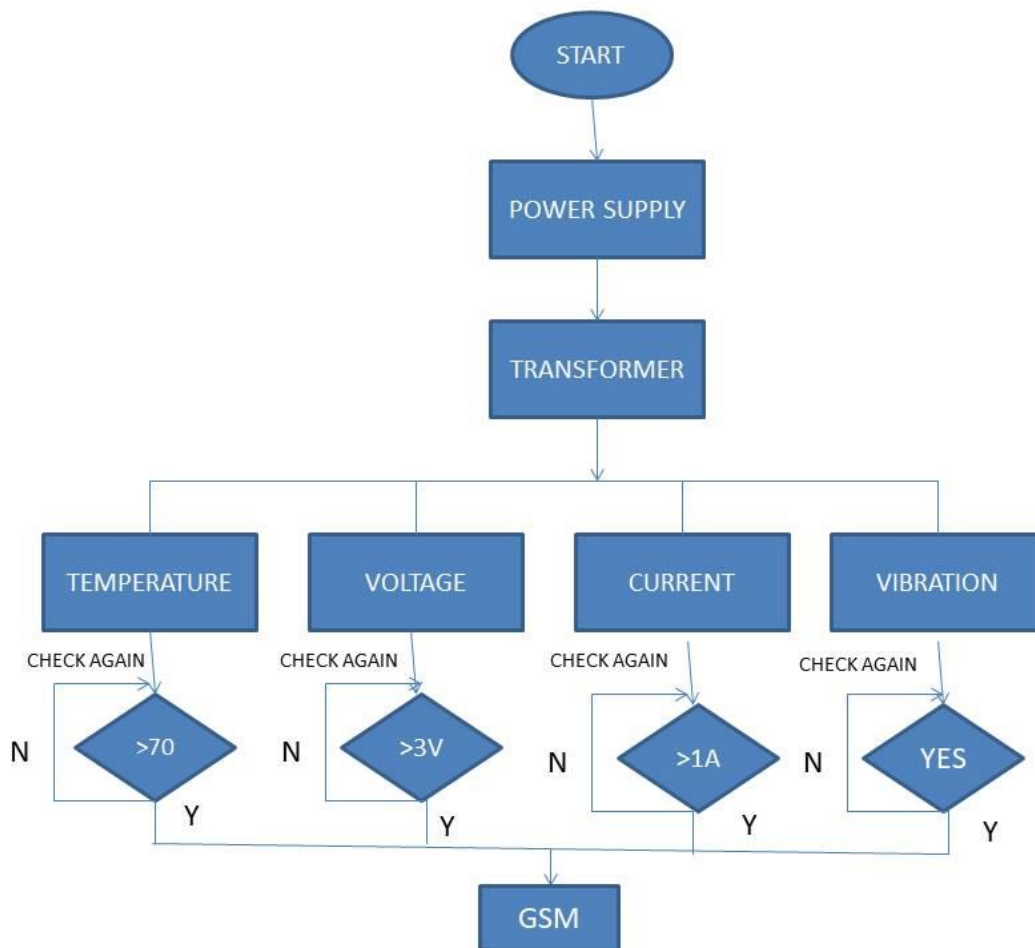 START
POWER SUPPLY
TRANSFORMER
TEMPERATURE
VOLTAGE
CURRENT
VIBRATION
CHECK AGAIN
CHECK AGAIN
CHECK AGAIN
CHECK AGAIN
N
>70
N
>3V
N
>1A
N
YES
Y
Y
Y
Y
GSM